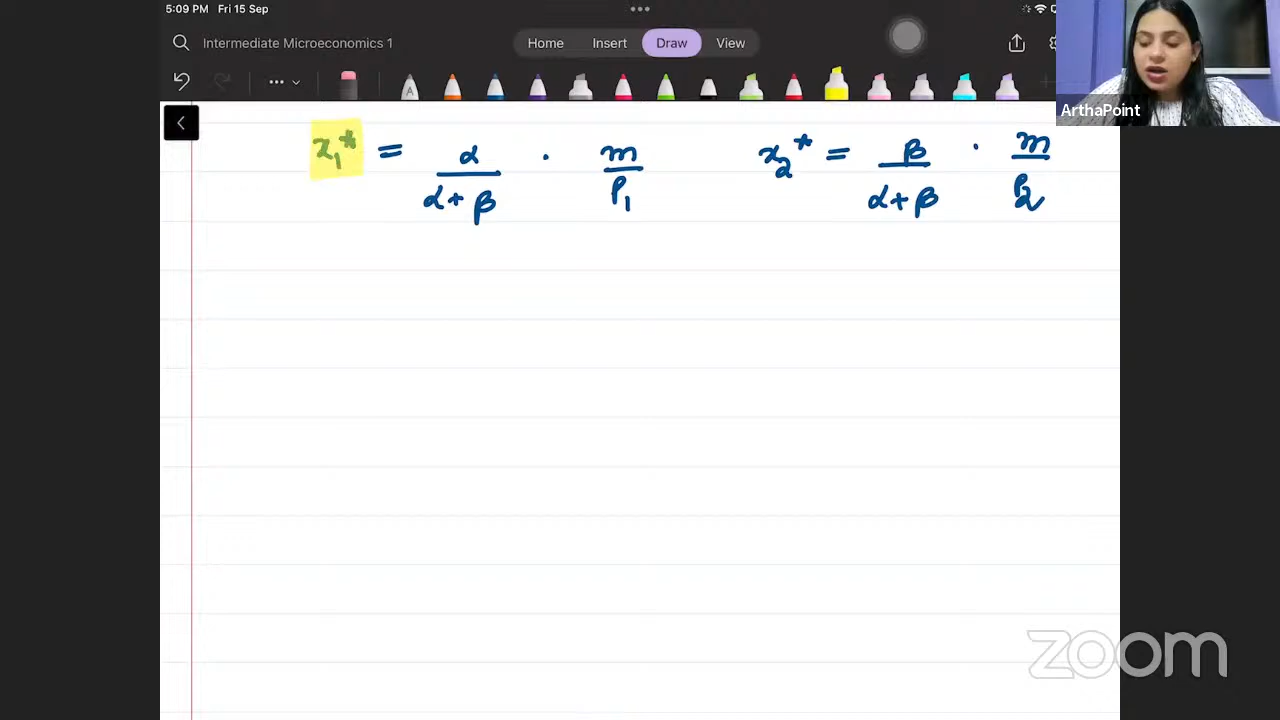 5:09 PM Fri 15 Sep
Intermediate Microeconomics 1
Home Insert Draw View
A
ArthaPoint
x₁* = α/(α+β) · m/P₁ x₂* = β/(α+β) · m/P₂
zoom